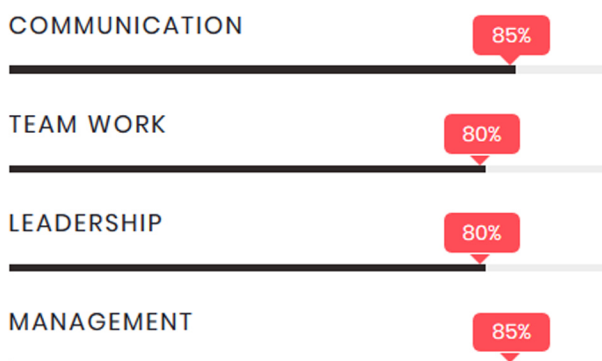 COMMUNICATION
85%
TEAM WORK
80%
LEADERSHIP
80%
MANAGEMENT
85%